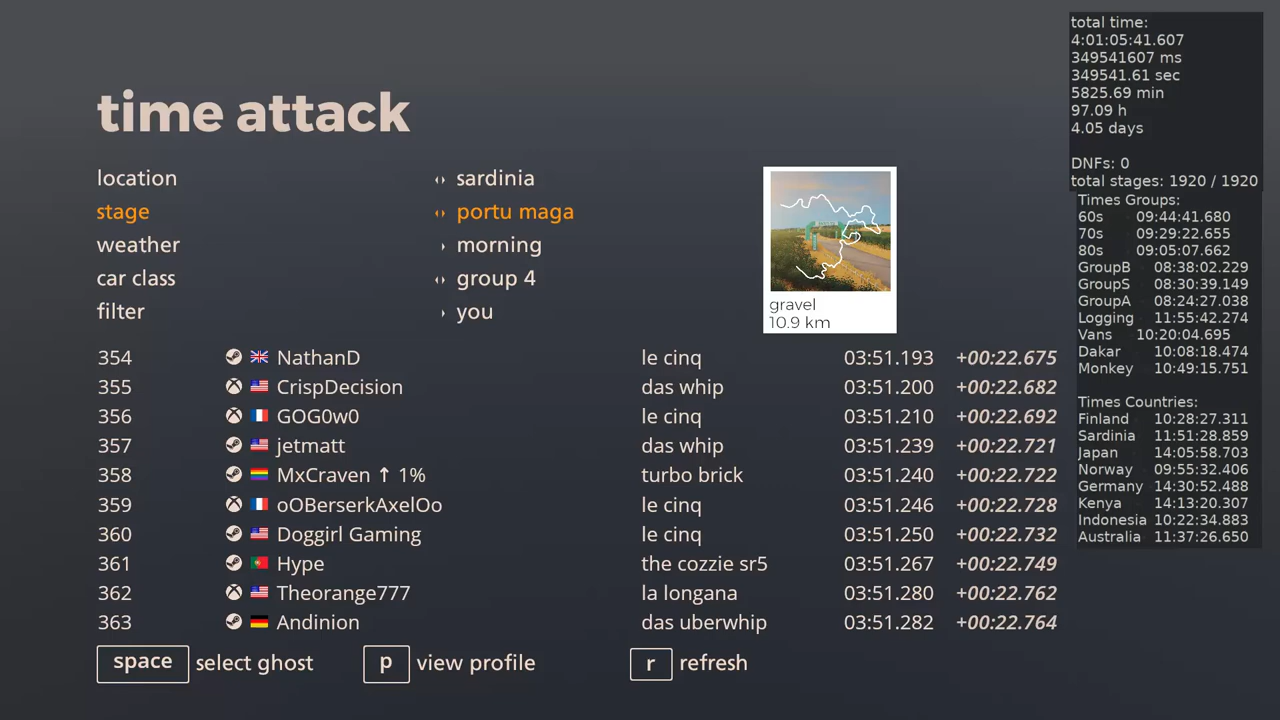 time attack
location sardinia
stage portu maga
weather morning
car class group 4
filter you
gravel
10.9 km
354 NathanD le cinq 03:51.193 +00:22.675
355 CrispDecision das whip 03:51.200 +00:22.682
356 GOG0w0 le cinq 03:51.210 +00:22.692
357 jetmatt das whip 03:51.239 +00:22.721
358 MxCraven ↑ 1% turbo brick 03:51.240 +00:22.722
359 oOBerserkAxelOo le cinq 03:51.246 +00:22.728
360 Doggirl Gaming le cinq 03:51.250 +00:22.732
361 Hype the cozzie sr5 03:51.267 +00:22.749
362 Theorange777 la longana 03:51.280 +00:22.762
363 Andinion das uberwhip 03:51.282 +00:22.764
space select ghost p view profile r refresh
total time:
4:01:05:41.607
349541607 ms
349541.61 sec
5825.69 min
97.09 h
4.05 days
DNFs: 0
total stages: 1920 / 1920
Times Groups:
60s 09:44:41.680
70s 09:29:22.655
80s 09:05:07.662
GroupB 08:38:02.229
GroupS 08:30:39.149
GroupA 08:24:27.038
Logging 11:55:42.274
Vans 10:20:04.695
Dakar 10:08:18.474
Monkey 10:49:15.751
Times Countries:
Finland 10:28:27.311
Sardinia 11:51:28.859
Japan 14:05:58.703
Norway 09:55:32.406
Germany 14:30:52.488
Kenya 14:13:20.307
Indonesia 10:22:34.883
Australia 11:37:26.650